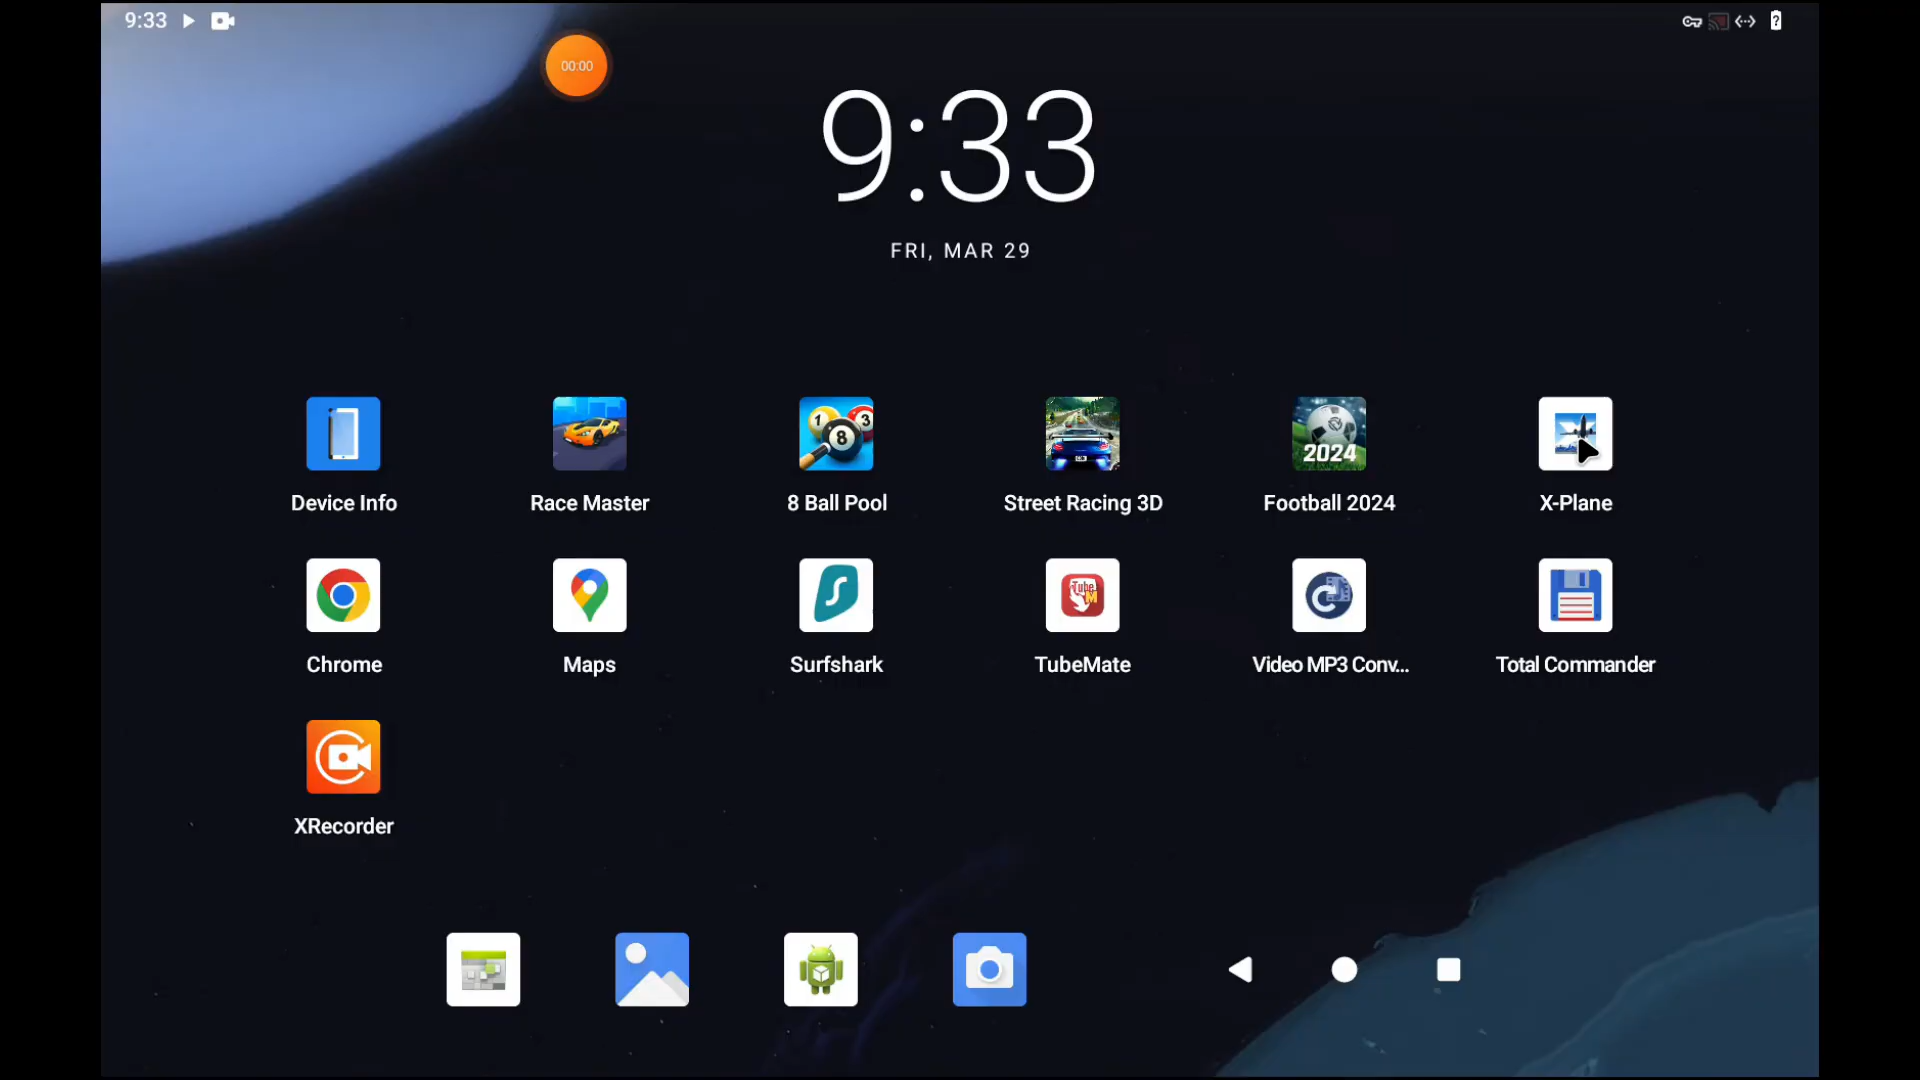 9:33
00:00
9:33
FRI, MAR 29
2024
Device Info
Race Master
8 Ball Pool
Street Racing 3D
Football 2024
X-Plane
Chrome
Maps
Surfshark
TubeMate
Video MP3 Conv...
Total Commander
XRecorder